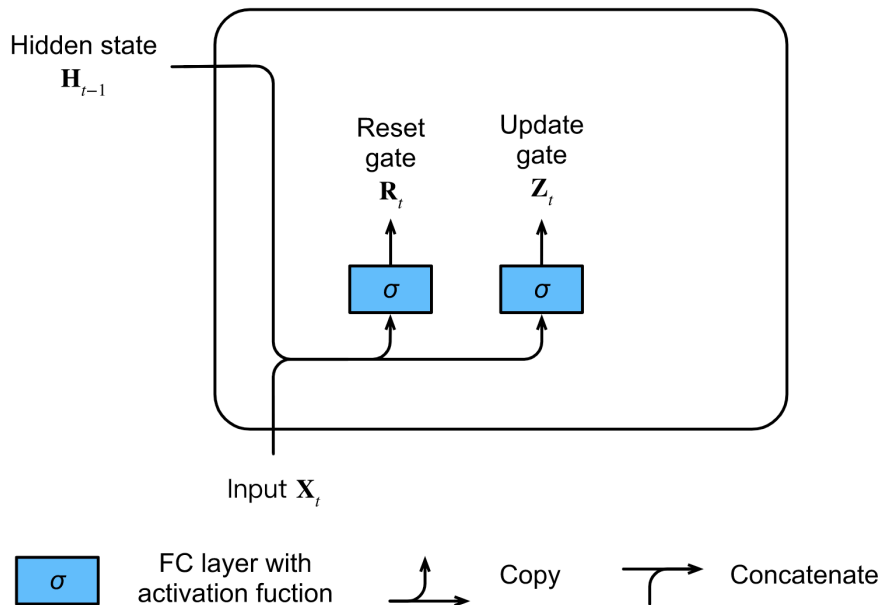 Hidden state
H_{t−1}
Reset
gate
R_t
Update
gate
Z_t
σ
σ
Input X_t
σ
FC layer with
activation fuction
Copy
Concatenate